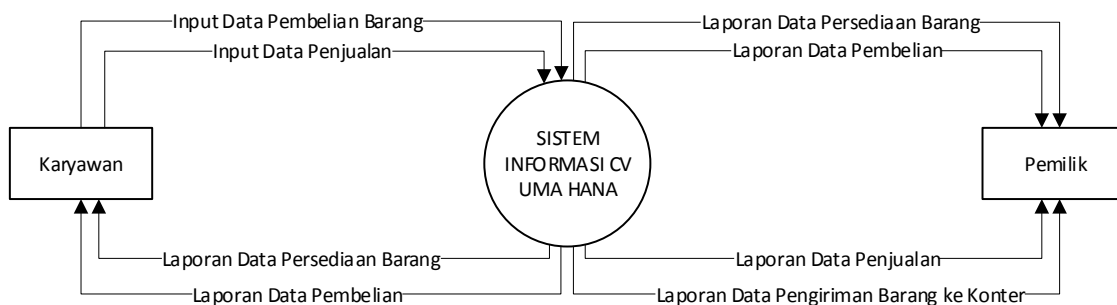 Input Data Pembelian Barang
Input Data Penjualan
Laporan Data Persediaan Barang
Laporan Data Pembelian
Karyawan
SISTEM
INFORMASI CV
UMA HANA
Pemilik
Laporan Data Persediaan Barang
Laporan Data Pembelian
Laporan Data Penjualan
Laporan Data Pengiriman Barang ke Konter